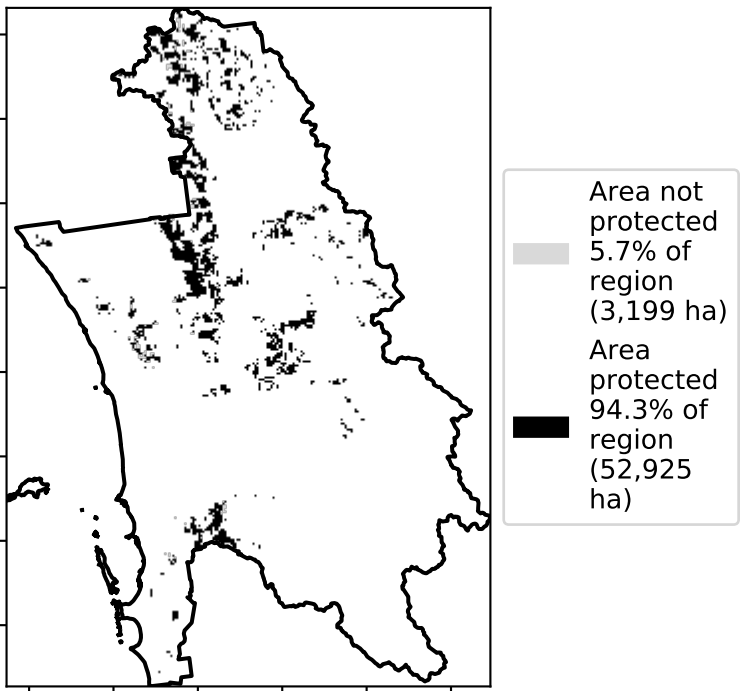 Area not
protected
5.7% of
region
(3,199 ha)
Area
protected
94.3% of
region
(52,925
ha)